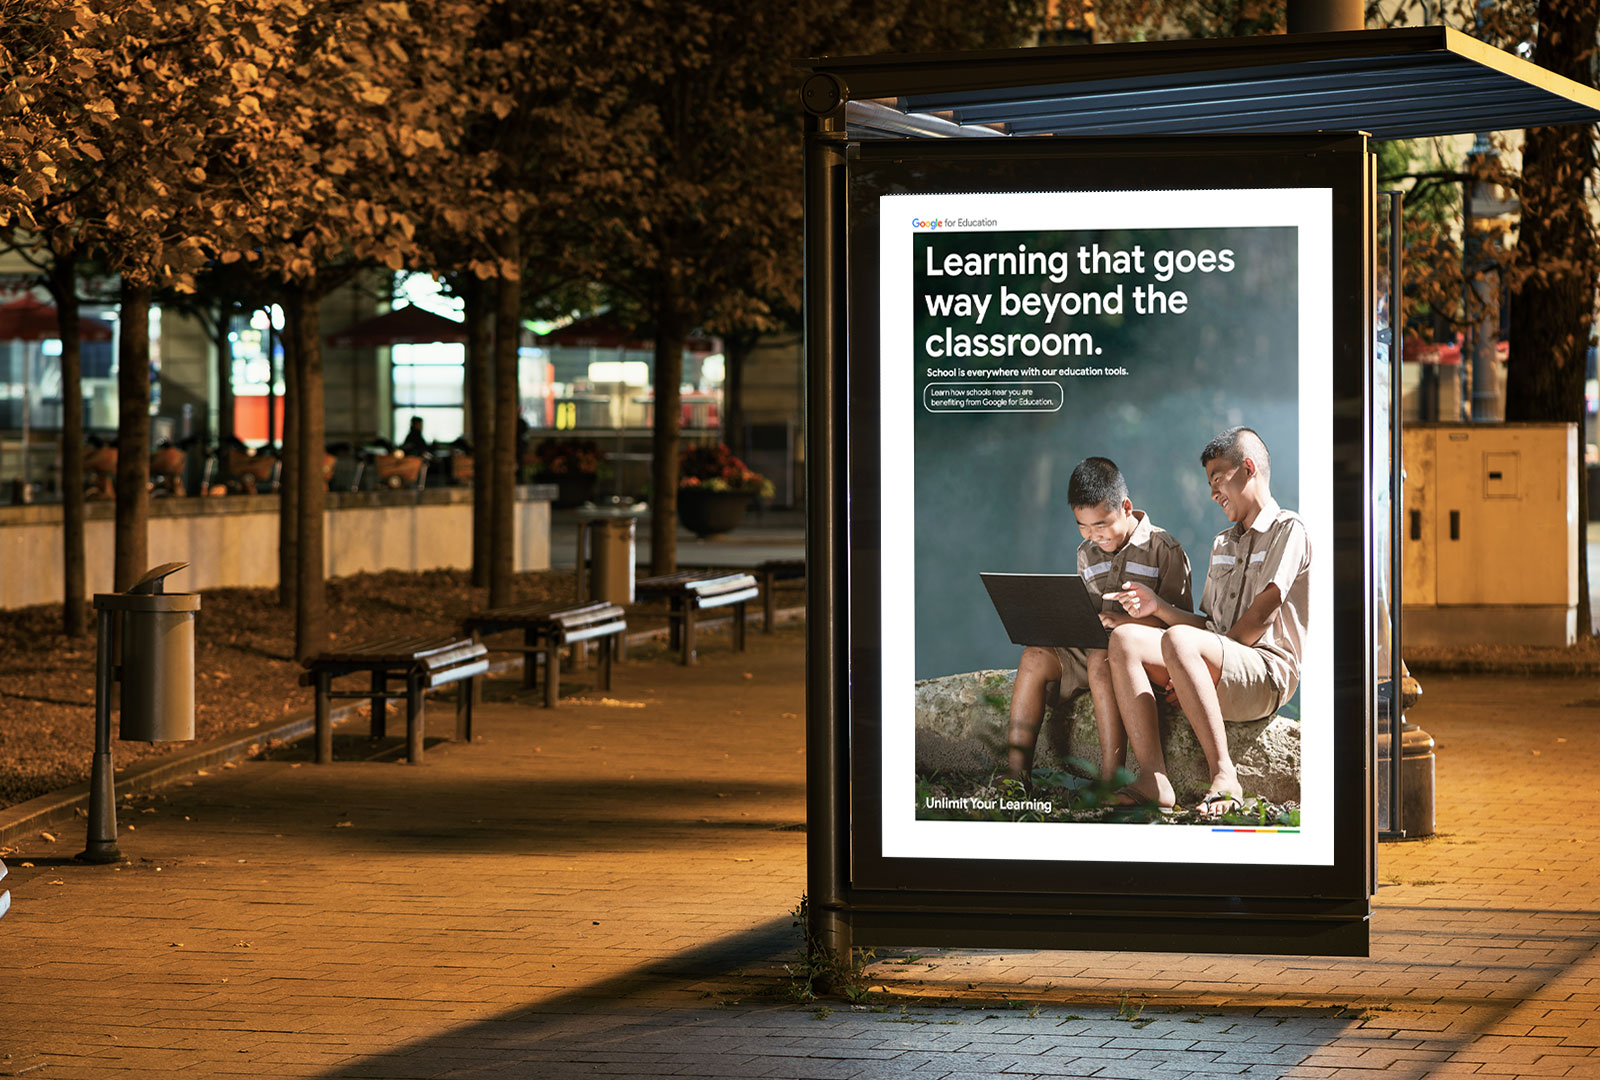 Google for Education
Learning that goes
way beyond the
classroom.
School is everywhere with our education tools.
Learn how schools near you are
benefiting from Google for Education.
Unlimit Your Learning